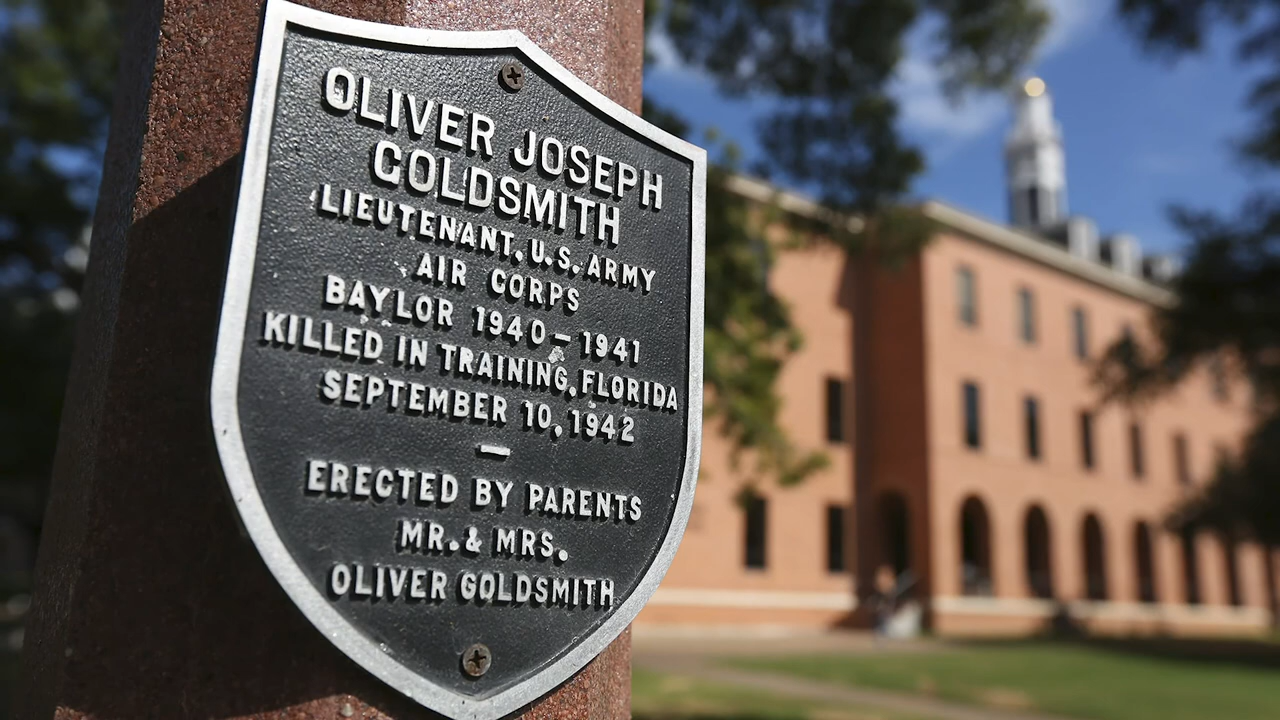 OLIVER JOSEPH
GOLDSMITH
LIEUTENANT, U.S. ARMY
AIR CORPS
BAYLOR 1940 – 1941
KILLED IN TRAINING, FLORIDA
SEPTEMBER 10, 1942
—
ERECTED BY PARENTS
MR. & MRS.
OLIVER GOLDSMITH